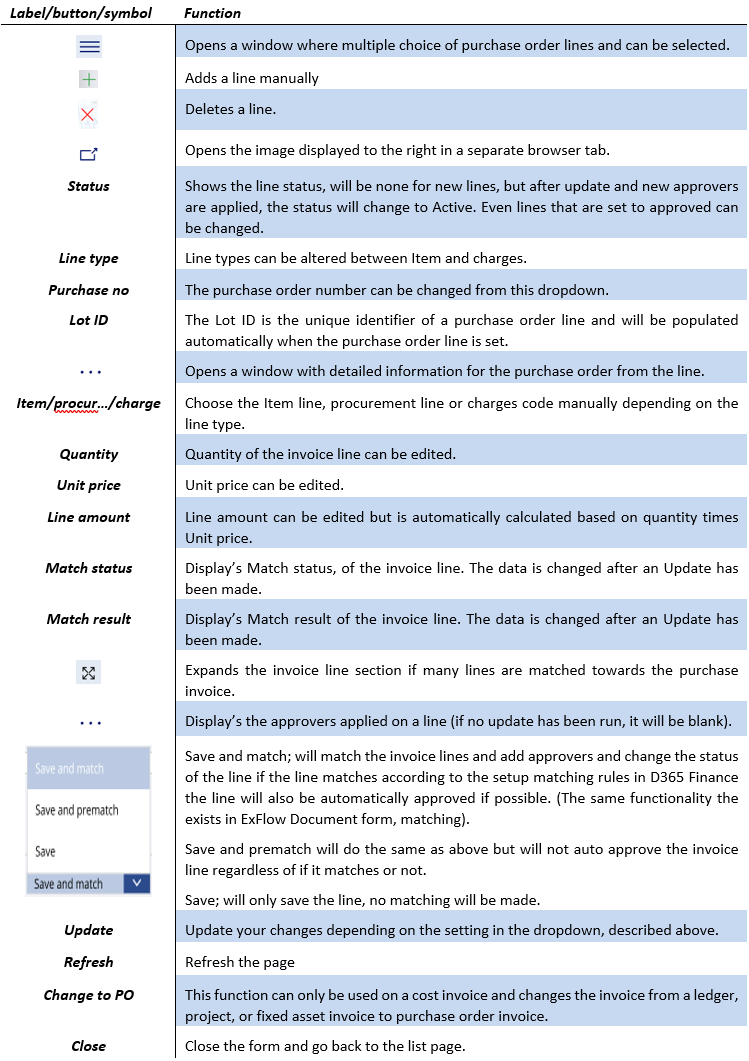 Label/button/symbol Function
Opens a window where multiple choice of purchase order lines and can be selected.
Adds a line manually
Deletes a line.
Opens the image displayed to the right in a separate browser tab.
Status Shows the line status, will be none for new lines, but after update and new approvers
are applied, the status will change to Active. Even lines that are set to approved can
be changed.
Line type Line types can be altered between Item and charges.
Purchase no The purchase order number can be changed from this dropdown.
Lot ID The Lot ID is the unique identifier of a purchase order line and will be populated
automatically when the purchase order line is set.
... Opens a window with detailed information for the purchase order from the line.
Item/procur.../charge Choose the Item line, procurement line or charges code manually depending on the
line type.
Quantity Quantity of the invoice line can be edited.
Unit price Unit price can be edited.
Line amount Line amount can be edited but is automatically calculated based on quantity times
Unit price.
Match status Display’s Match status, of the invoice line. The data is changed after an Update has
been made.
Match result Display’s Match result of the invoice line. The data is changed after an Update has
been made.
Expands the invoice line section if many lines are matched towards the purchase
invoice.
... Display’s the approvers applied on a line (if no update has been run, it will be blank).
Save and match
Save and prematch
Save
Save and match
Save and match; will match the invoice lines and add approvers and change the status
of the line if the line matches according to the setup matching rules in D365 Finance
the line will also be automatically approved if possible. (The same functionality the
exists in ExFlow Document form, matching).
Save and prematch will do the same as above but will not auto approve the invoice
line regardless of if it matches or not.
Save; will only save the line, no matching will be made.
Update Update your changes depending on the setting in the dropdown, described above.
Refresh Refresh the page
Change to PO This function can only be used on a cost invoice and changes the invoice from a ledger,
project, or fixed asset invoice to purchase order invoice.
Close Close the form and go back to the list page.